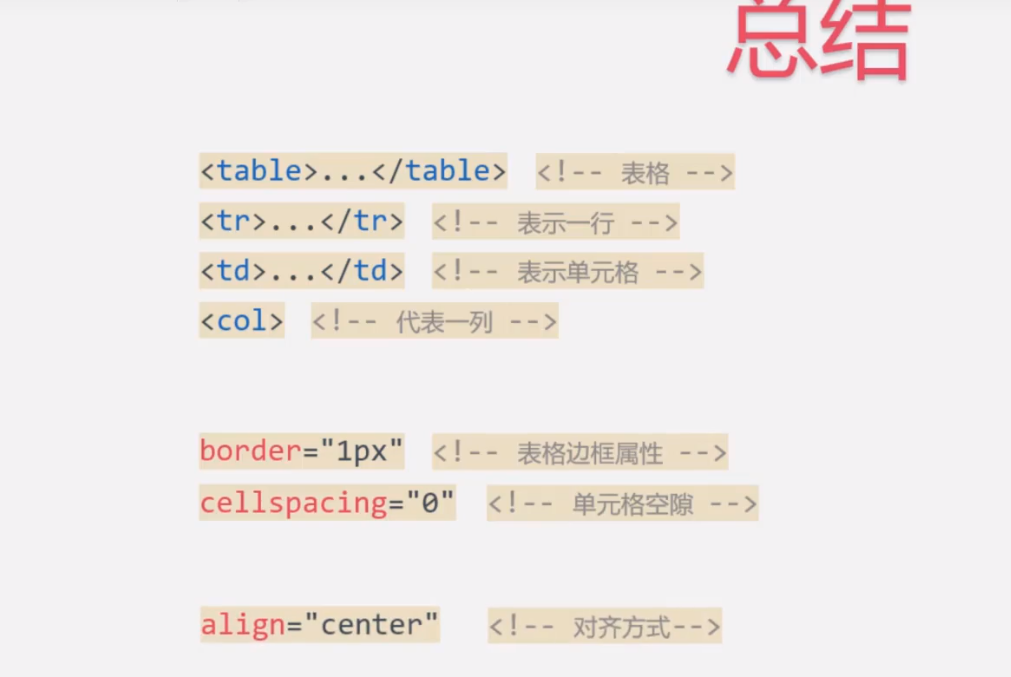 总结
<table>...</table> <!-- 表格 -->
<tr>...</tr> <!-- 表示一行 -->
<td>...</td> <!-- 表示单元格 -->
<col> <!-- 代表一列 -->
border="1px" <!-- 表格边框属性 -->
cellspacing="0" <!-- 单元格空隙 -->
align="center" <!-- 对齐方式-->